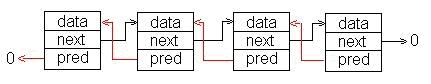 data data data data
next next next next 0
0 pred pred pred pred